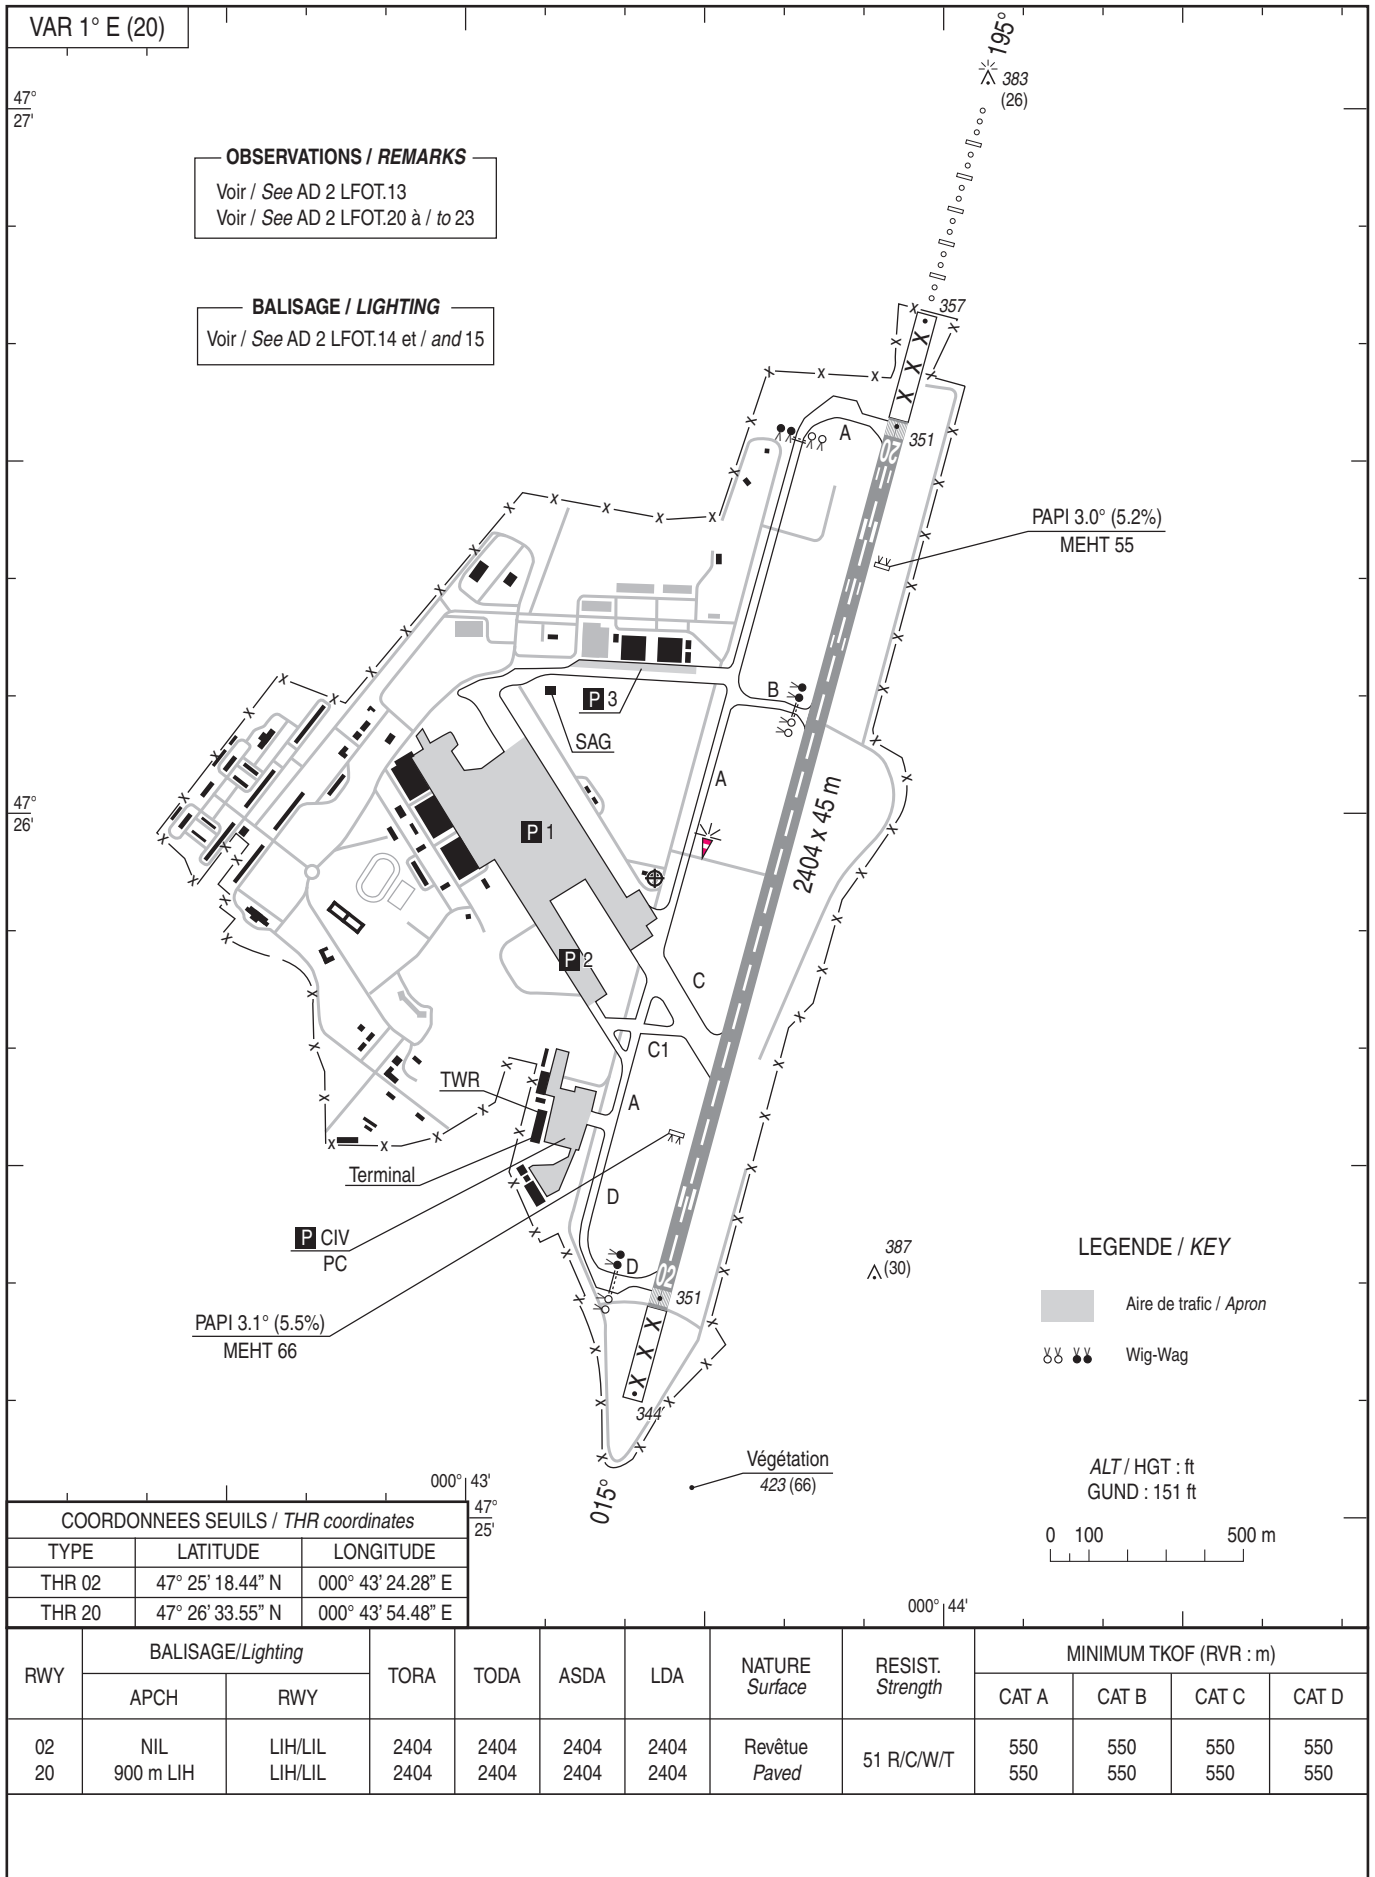 VAR 1° E (20)
195°
383
(26)
47°
27'
OBSERVATIONS / REMARKS
Voir / See AD 2 LFOT.13
Voir / See AD 2 LFOT.20 à / to 23
BALISAGE / LIGHTING
Voir / See AD 2 LFOT.14 et / and 15
357
A
351
20
PAPI 3.0° (5.2%)
MEHT 55
B
P 3
SAG
A
47°
26'
P 1
2404 x 45 m
P 2
C
C1
TWR
A
Terminal
D
P CIV
PC
D
387
(30)
LEGENDE / KEY
02
351
Aire de trafic / Apron
PAPI 3.1° (5.5%)
MEHT 66
Wig-Wag
344
Végétation
423 (66)
ALT / HGT : ft
GUND : 151 ft
015°
000° 43'
47°
25'
0 100 500 m
COORDONNEES SEUILS / THR coordinates
TYPE LATITUDE LONGITUDE
THR 02 47° 25' 18.44” N 000° 43' 24.28” E
THR 20 47° 26' 33.55” N 000° 43' 54.48” E
000° 44'
RWY BALISAGE/Lighting TORA TODA ASDA LDA NATURE Surface RESIST. Strength MINIMUM TKOF (RVR : m)
APCH RWY CAT A CAT B CAT C CAT D
02 NIL LIH/LIL 2404 2404 2404 2404 Revêtue 51 R/C/W/T 550 550 550 550
20 900 m LIH LIH/LIL 2404 2404 2404 2404 Paved 550 550 550 550